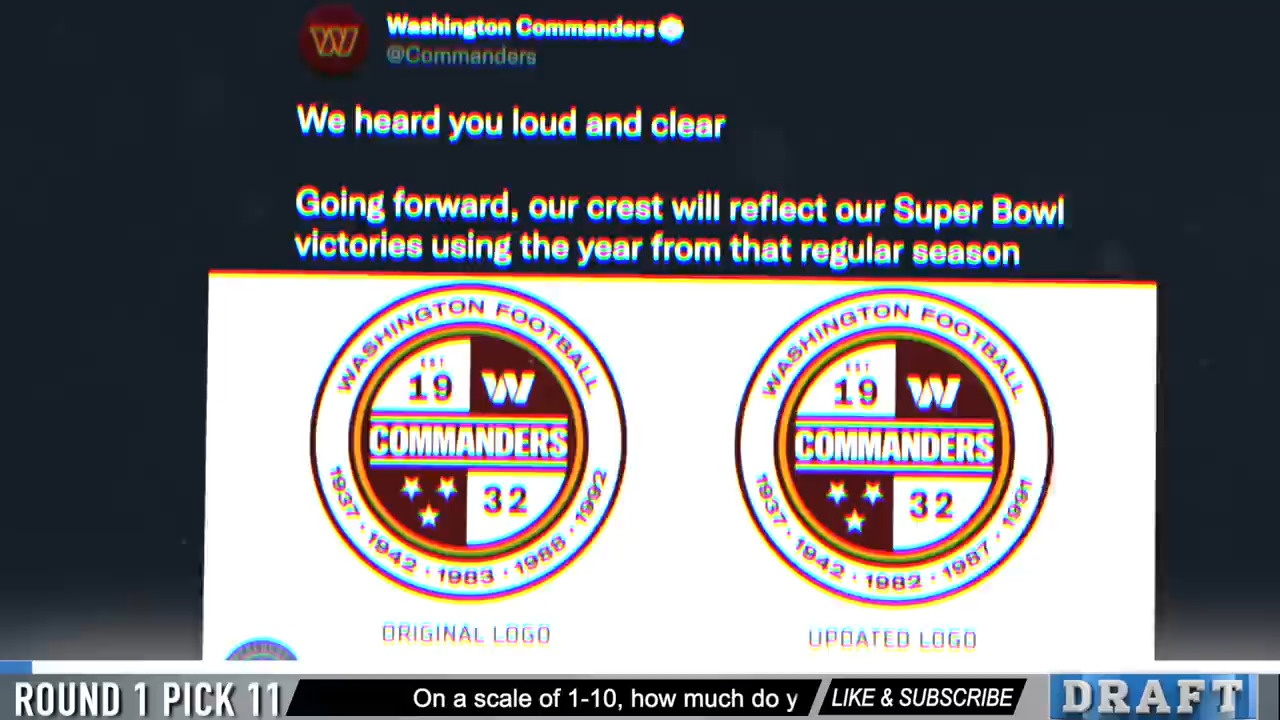 Washington Commanders
@Commanders
We heard you loud and clear
Going forward, our crest will reflect our Super Bowl
victories using the year from that regular season
WASHINGTON FOOTBALL
EST
19
W
COMMANDERS
32
1937 · 1942 · 1983 · 1988 · 1992
ORIGINAL LOGO
WASHINGTON FOOTBALL
EST
19
W
COMMANDERS
32
1937 · 1942 · 1982 · 1987 · 1991
UPDATED LOGO
ROUND 1 PICK 11
On a scale of 1-10, how much do y
LIKE & SUBSCRIBE
DRAFT